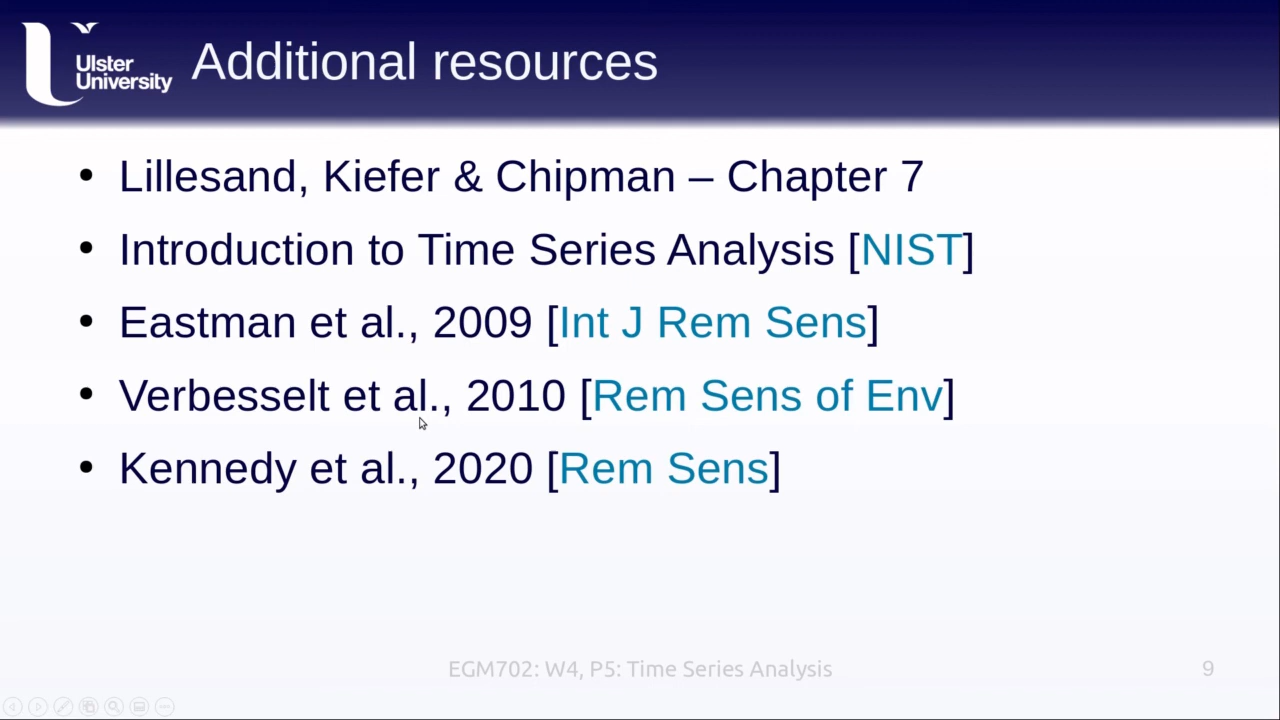 Ulster
University
Additional resources
• Lillesand, Kiefer & Chipman – Chapter 7
• Introduction to Time Series Analysis [NIST]
• Eastman et al., 2009 [Int J Rem Sens]
• Verbesselt et al., 2010 [Rem Sens of Env]
• Kennedy et al., 2020 [Rem Sens]
EGM702: W4, P5: Time Series Analysis
9